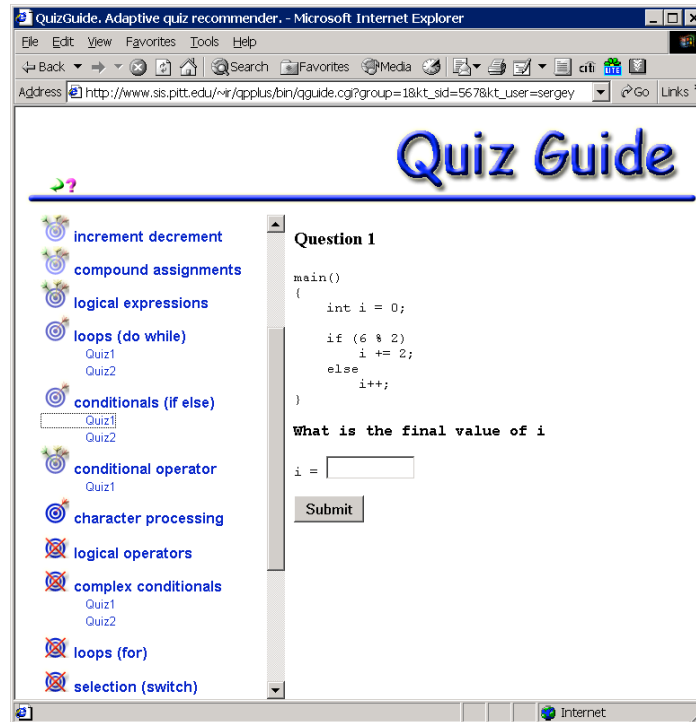 QuizGuide. Adaptive quiz recommender. - Microsoft Internet Explorer
File Edit View Favorites Tools Help
Back Search Favorites Media citi LITE
Address http://www.sis.pitt.edu/~ir/qpplus/bin/qguide.cgi?group=1&kt_sid=567&kt_user=sergey Go Links
Quiz Guide
?
increment decrement
compound assignments
logical expressions
loops (do while)
Quiz1
Quiz2
conditionals (if else)
Quiz1
Quiz2
conditional operator
Quiz1
character processing
logical operators
complex conditionals
Quiz1
Quiz2
loops (for)
selection (switch)
Question 1
main()
{
int i = 0;
if (6 % 2)
i += 2;
else
i++;
}
What is the final value of i
i =
Submit
Internet